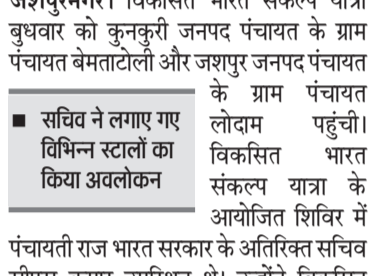 जशपुरनगर। विकसित भारत संकल्प यात्रा
बुधवार को कुनकुरी जनपद पंचायत के ग्राम
पंचायत बेमताटोली और जशपुर जनपद पंचायत
के ग्राम पंचायत
लोदाम पहुंची।
विकसित भारत
संकल्प यात्रा के
आयोजित शिविर में
■ सचिव ने लगाए गए
विभिन्न स्टालों का
किया अवलोकन
पंचायती राज भारत सरकार के अतिरिक्त सचिव